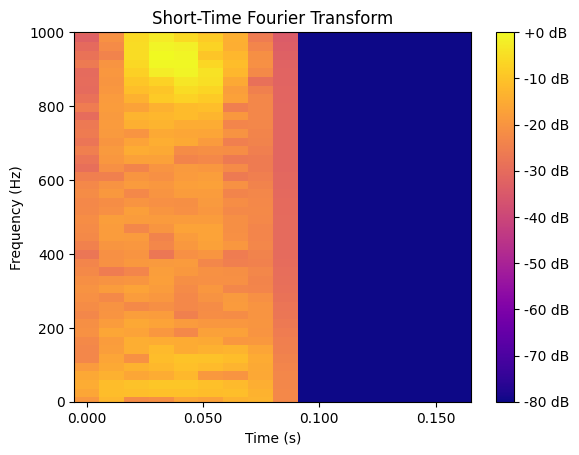 Short-Time Fourier Transform
1000
800
600
400
200
0
Frequency (Hz)
0.000
0.050
0.100
0.150
Time (s)
+0 dB
-10 dB
-20 dB
-30 dB
-40 dB
-50 dB
-60 dB
-70 dB
-80 dB